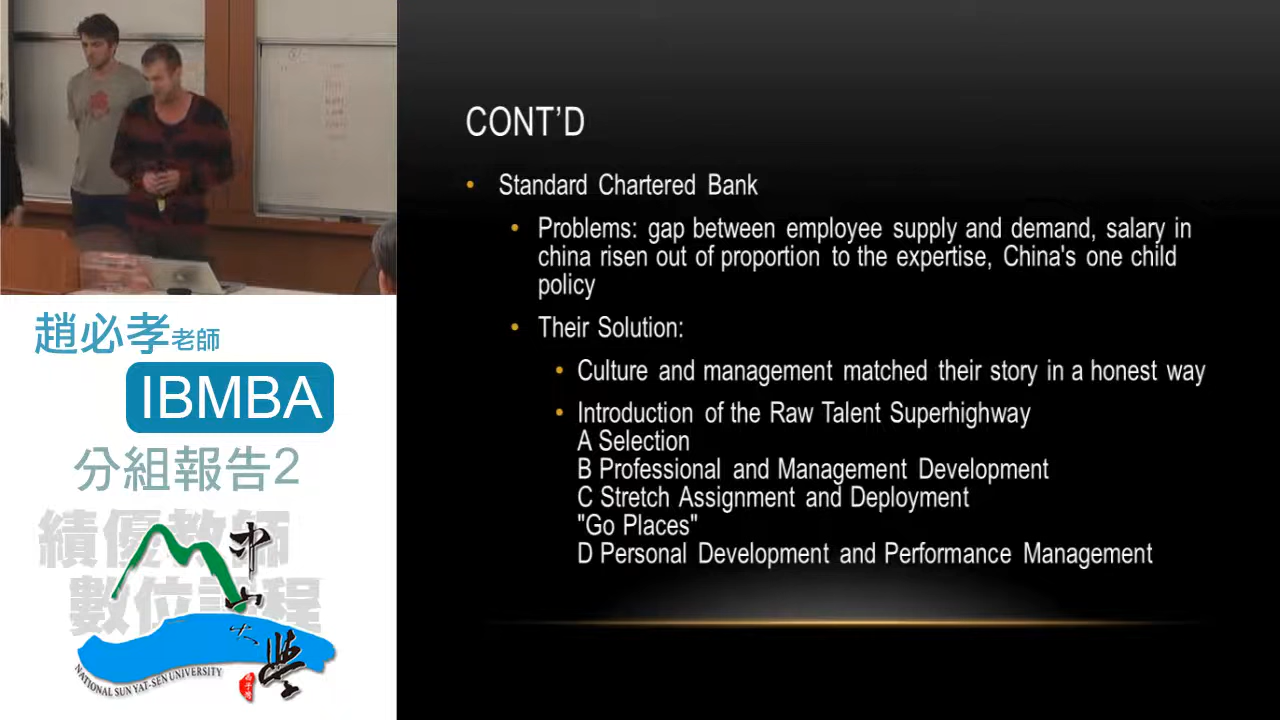 CONT'D
• Standard Chartered Bank
• Problems: gap between employee supply and demand, salary in
china risen out of proportion to the expertise, China's one child
policy
• Their Solution:
• Culture and management matched their story in a honest way
• Introduction of the Raw Talent Superhighway
A Selection
B Professional and Management Development
C Stretch Assignment and Deployment
"Go Places"
D Personal Development and Performance Management
趙必孝老師
IBMBA
分組報告2
績優教師
數位課程
中山大學
NATIONAL SUN YAT-SEN UNIVERSITY